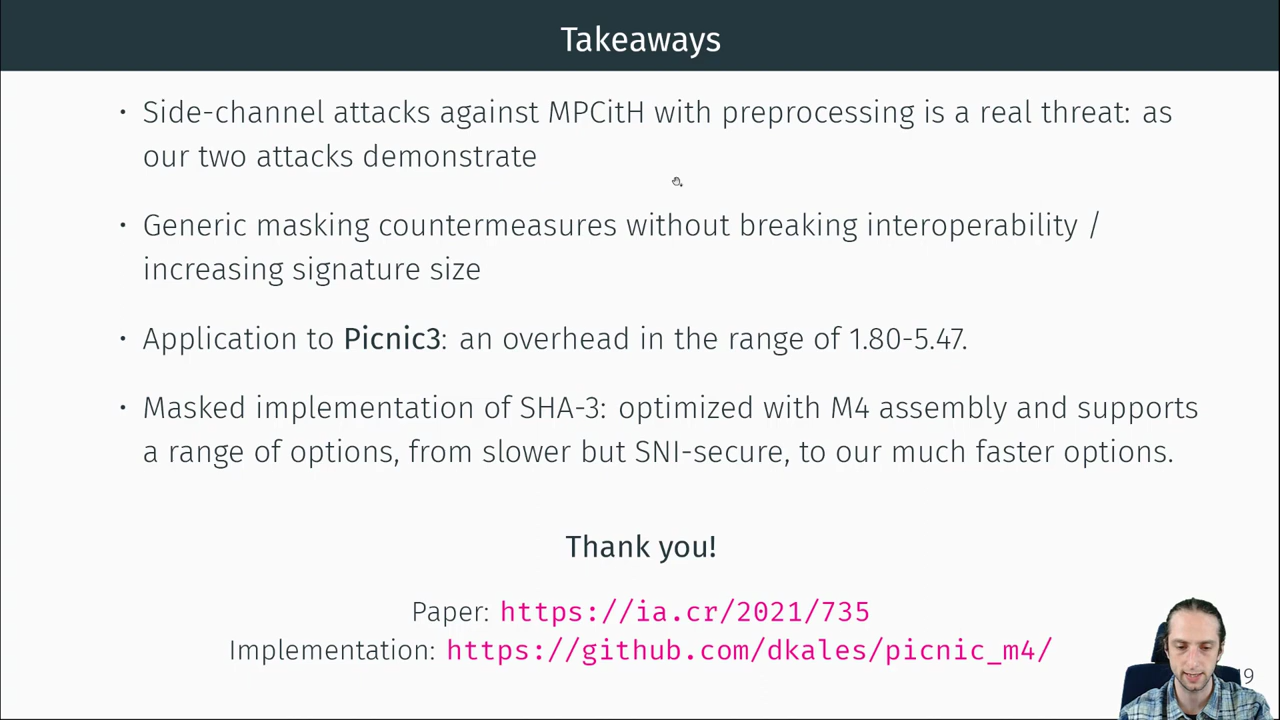 Takeaways
• Side-channel attacks against MPCitH with preprocessing is a real threat: as
our two attacks demonstrate
• Generic masking countermeasures without breaking interoperability /
increasing signature size
• Application to Picnic3: an overhead in the range of 1.80-5.47.
• Masked implementation of SHA-3: optimized with M4 assembly and supports
a range of options, from slower but SNI-secure, to our much faster options.
Thank you!
Paper: https://ia.cr/2021/735
Implementation: https://github.com/dkales/picnic_m4/